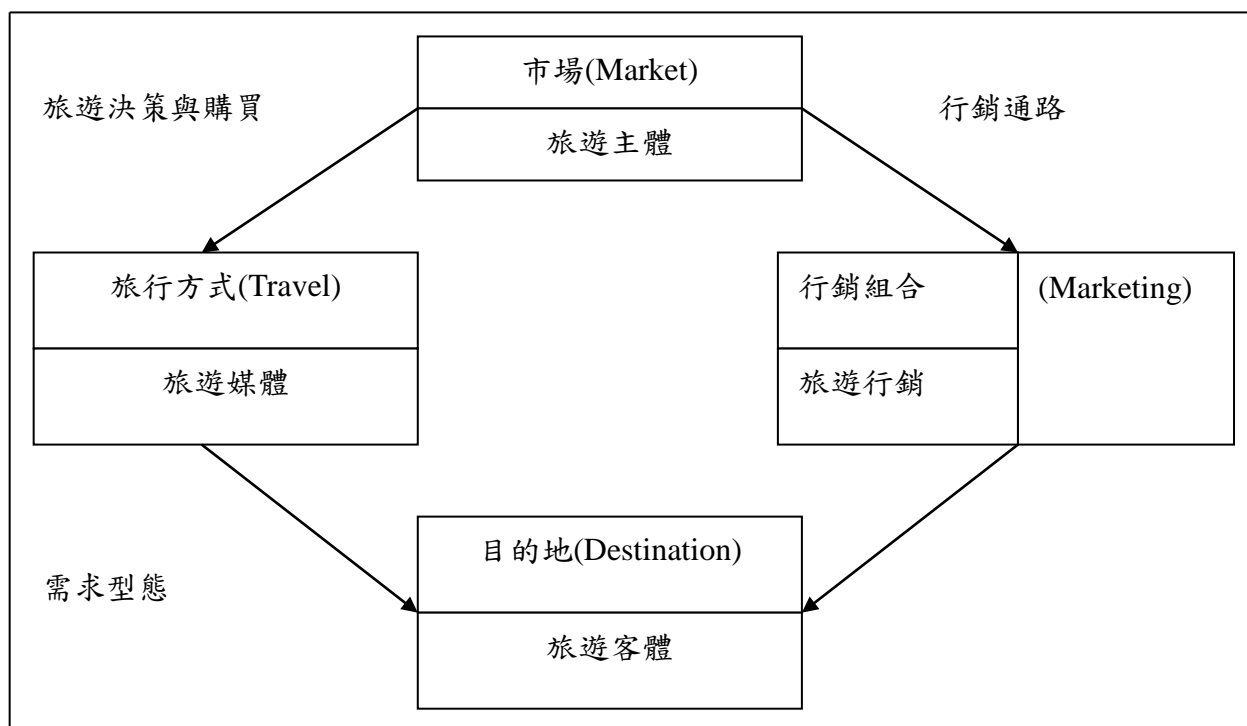 市場(Market)
旅遊決策與購買
行銷通路
旅遊主體
旅行方式(Travel)
行銷組合
(Marketing)
旅遊媒體
旅遊行銷
目的地(Destination)
需求型態
旅遊客體